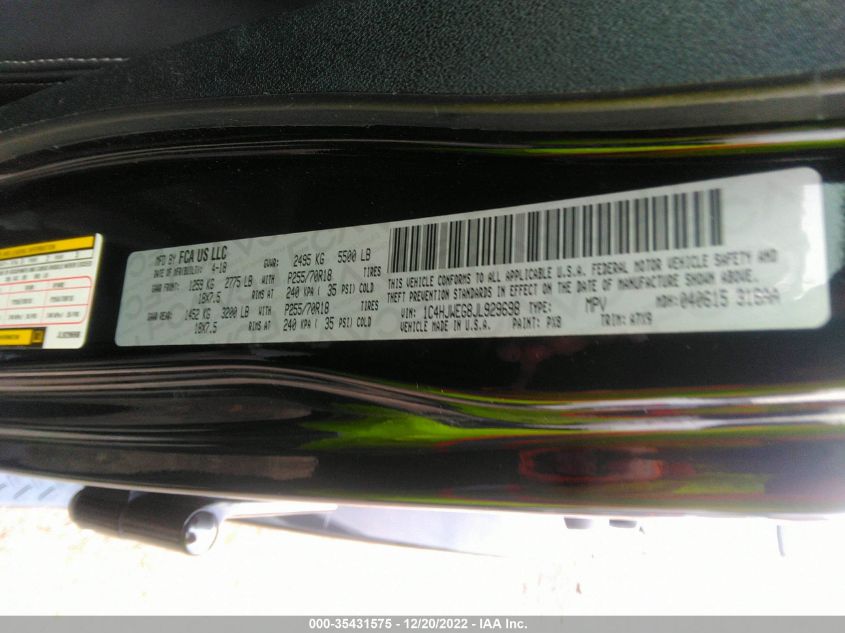 MFD BY FCA US LLC
DATE OF MFR(BUILT): 4-18 GVWR: 2495 KG 5500 LB
GAWR FRONT: 1259 KG 2775 LB WITH P255/70R18 TIRES
18X7.5 RIMS AT 240 KPA ( 35 PSI) COLD
GAWR REAR: 1452 KG 3200 LB WITH P255/70R18 TIRES
18X7.5 RIMS AT 240 KPA ( 35 PSI) COLD
THIS VEHICLE CONFORMS TO ALL APPLICABLE U.S.A. FEDERAL MOTOR VEHICLE SAFETY AND
THEFT PREVENTION STANDARDS IN EFFECT ON THE DATE OF MANUFACTURE SHOWN ABOVE.
VIN: 1C4HJWEG8JL929698 TYPE: MPV MDH: 040615 915AA
VEHICLE MADE IN U.S.A. PAINT: PX8 TRIM: A7X9
000-35431575 - 12/20/2022 - IAA Inc.